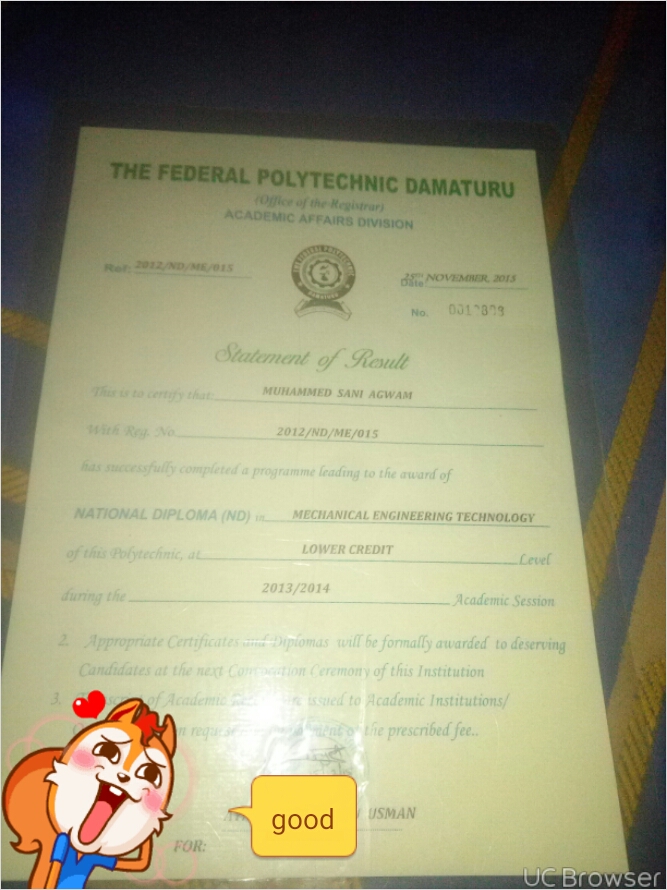 THE FEDERAL POLYTECHNIC DAMATURU
(Office of the Registrar)
ACADEMIC AFFAIRS DIVISION
Ref: 2012/ND/ME/015
Date: NOVEMBER, 2015
No.
Statement of Result
This is to certify that: MUHAMMED SANI AGWAM
With Reg. No. 2012/ND/ME/015
has successfully completed a programme leading to the award of
NATIONAL DIPLOMA (ND) in MECHANICAL ENGINEERING TECHNOLOGY
of this Polytechnic, at LOWER CREDIT Level
during the 2013/2014 Academic Session
2. Appropriate Certificates and Diplomas will be formally awarded to deserving
Candidates at the next Convocation Ceremony of this Institution
3. of Academic issued to Academic Institutions/
of the prescribed fee..
USMAN
FOR:
good
UC Browser